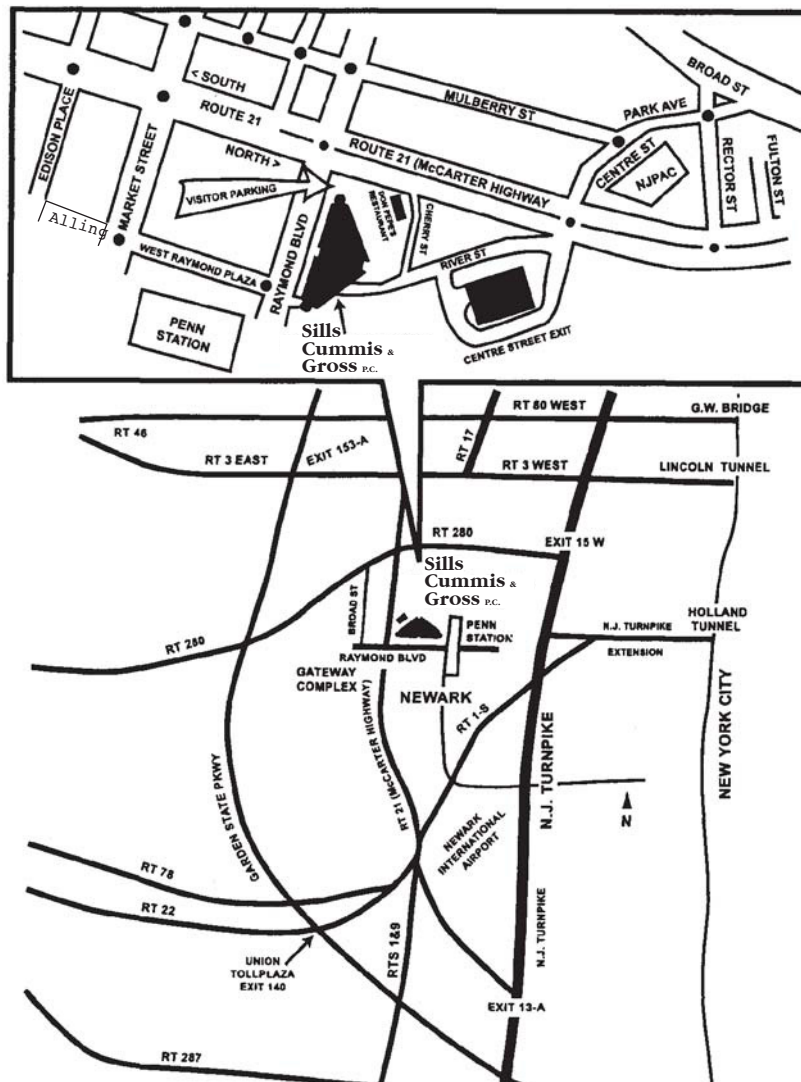 BROAD ST
< SOUTH
MULBERRY ST
PARK AVE
EDISON PLACE
ROUTE 21
MARKET STREET
NORTH >
ROUTE 21 (McCARTER HIGHWAY)
CENTRE ST
NJPAC
RECTOR ST
FULTON ST
VISITOR PARKING
Alling
DON PEPE'S
RESTAURANT
CHERRY ST
WEST RAYMOND PLAZA
RAYMOND BLVD
RIVER ST
PENN
STATION
Sills
Cummis &
Gross P.C.
CENTRE STREET EXIT
RT 80 WEST
G.W. BRIDGE
RT 46
RT 17
EXIT 153-A
RT 3 EAST
RT 3 WEST
LINCOLN TUNNEL
RT 280
EXIT 15 W
Sills
Cummis &
Gross P.C.
BROAD ST
PENN
STATION
HOLLAND
TUNNEL
N.J. TURNPIKE
EXTENSION
RT 280
RAYMOND BLVD
GATEWAY
COMPLEX
NEWARK
RT 1-S
NEW YORK CITY
N.J. TURNPIKE
RT 21 (McCARTER HIGHWAY)
GARDEN STATE PKWY
N
NEWARK
INTERNATIONAL
AIRPORT
RT 78
RT 22
UNION
TOLLPLAZA
EXIT 140
RTS 1&9
N.J. TURNPIKE
EXIT 13-A
RT 287